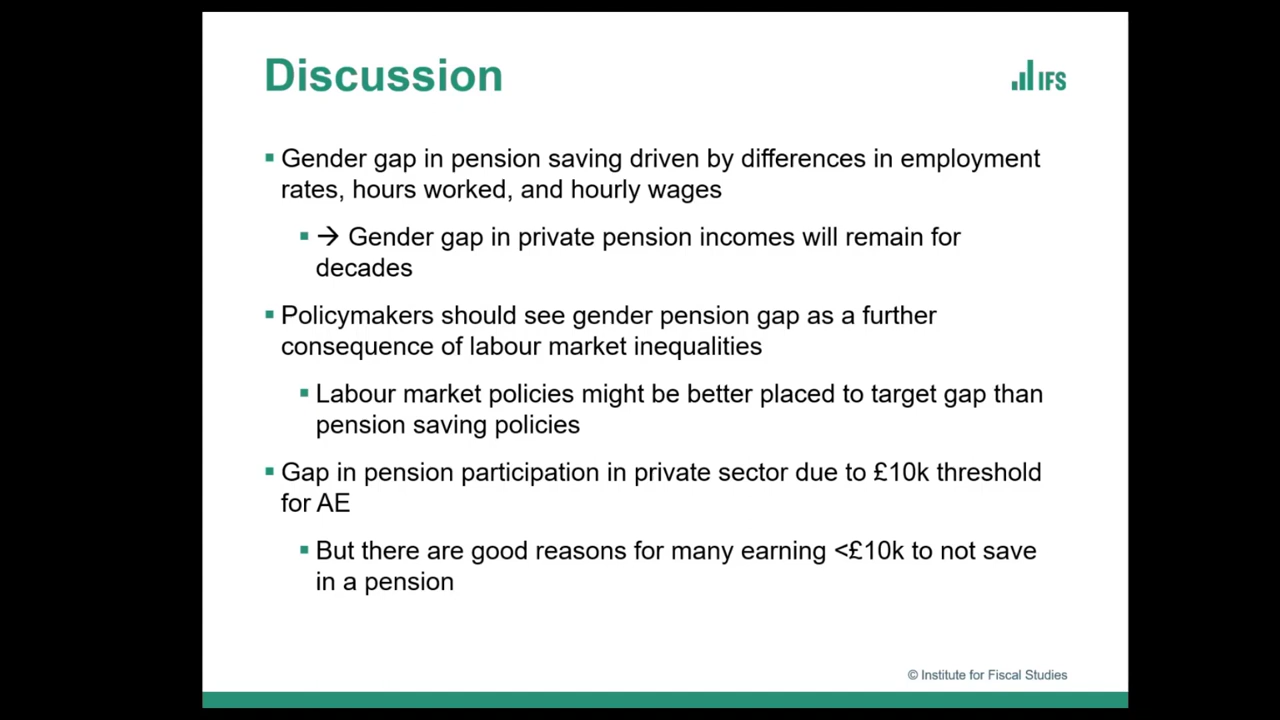 Discussion
IFS
▪ Gender gap in pension saving driven by differences in employment
rates, hours worked, and hourly wages
▪ → Gender gap in private pension incomes will remain for
decades
▪ Policymakers should see gender pension gap as a further
consequence of labour market inequalities
▪ Labour market policies might be better placed to target gap than
pension saving policies
▪ Gap in pension participation in private sector due to £10k threshold
for AE
▪ But there are good reasons for many earning <£10k to not save
in a pension
© Institute for Fiscal Studies